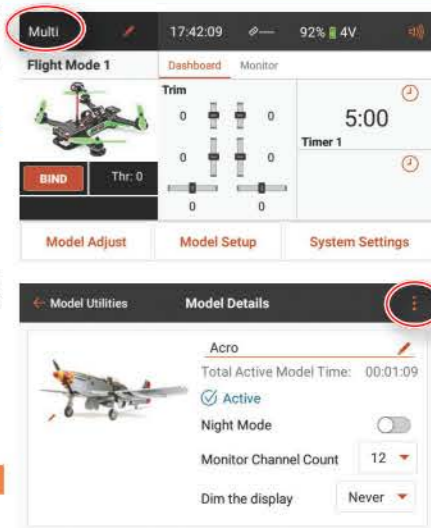 Multi 17:42:09 92% 4V
Flight Mode 1 Dashboard Monitor
Trim
0 0
5:00
Timer 1
0 0
BIND Thr: 0
0 0
Model Adjust Model Setup System Settings
Model Utilities Model Details
Acro
Total Active Model Time: 00:01:09
Active
Night Mode
Monitor Channel Count 12
Dim the display Never